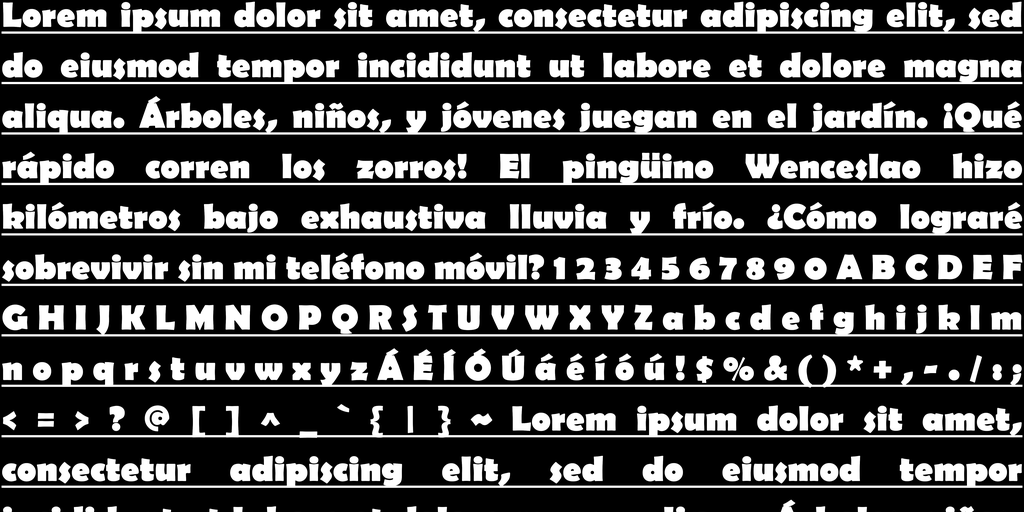 Lorem ipsum dolor sit amet, consectetur adipiscing elit, sed
do eiusmod tempor incididunt ut labore et dolore magna
aliqua. Árboles, niños, y jóvenes juegan en el jardín. ¡Qué
rápido corren los zorros! El pingüino Wenceslao hizo
kilómetros bajo exhaustiva lluvia y frío. ¿Cómo lograré
sobrevivir sin mi teléfono móvil? 1 2 3 4 5 6 7 8 9 0 A B C D E F
G H I J K L M N O P Q R S T U V W X Y Z a b c d e f g h i j k l m
n o p q r s t u v w x y z Á É Í Ó Ú á é í ó ú ! $ % & ( ) * + , - . / : ;
< = > ? @ [ ] ^ _ ` { | } ~ Lorem ipsum dolor sit amet,
consectetur adipiscing elit, sed do eiusmod tempor